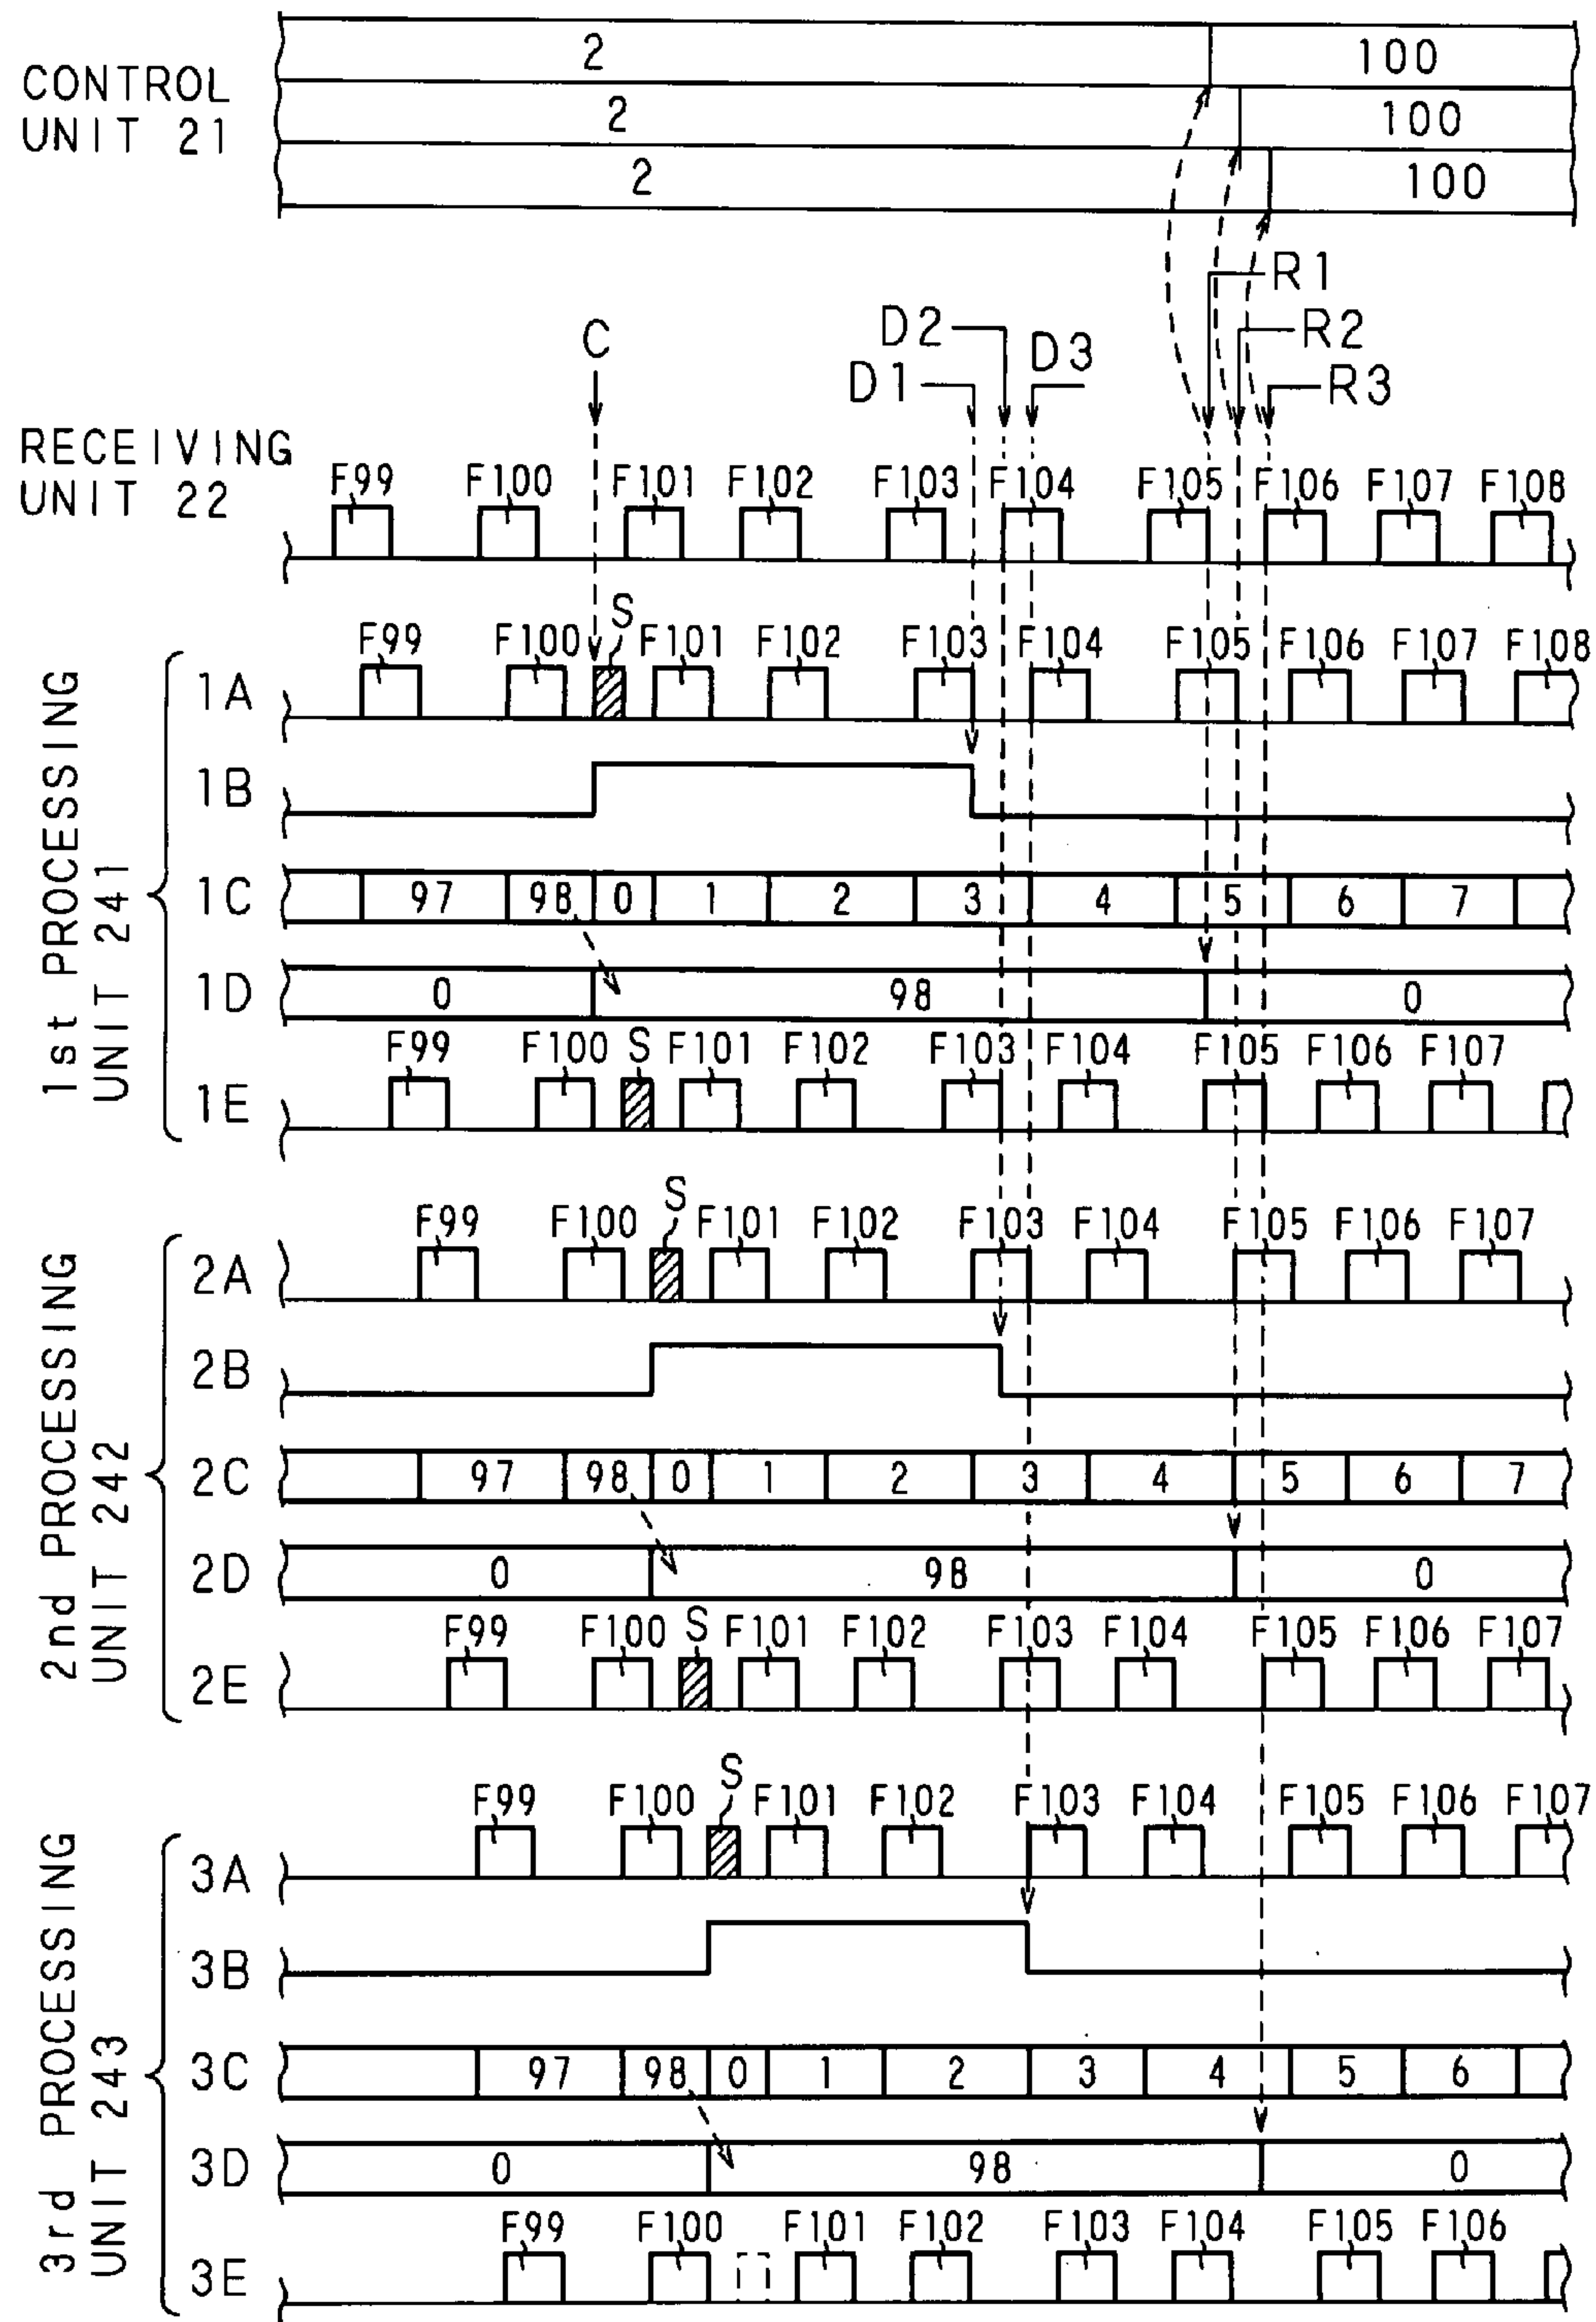 CONTROL
UNIT 21
2 100
2 100
2 100
R1
C D2 D3 R2
D1 R3
RECEIVING
UNIT 22
F99 F100 F101 F102 F103 F104 F105 F106 F107 F108
1st PROCESSING
UNIT 241
S
1A F99 F100 F101 F102 F103 F104 F105 F106 F107 F108
1B
1C 97 98 0 1 2 3 4 5 6 7
1D 0 98 0
1E F99 F100 S F101 F102 F103 F104 F105 F106 F107
2nd PROCESSING
UNIT 242
S
2A F99 F100 F101 F102 F103 F104 F105 F106 F107
2B
2C 97 98 0 1 2 3 4 5 6 7
2D 0 98 0
2E F99 F100 S F101 F102 F103 F104 F105 F106 F107
3rd PROCESSING
UNIT 243
S
3A F99 F100 F101 F102 F103 F104 F105 F106 F107
3B
3C 97 98 0 1 2 3 4 5 6
3D 0 98 0
3E F99 F100 F101 F102 F103 F104 F105 F106